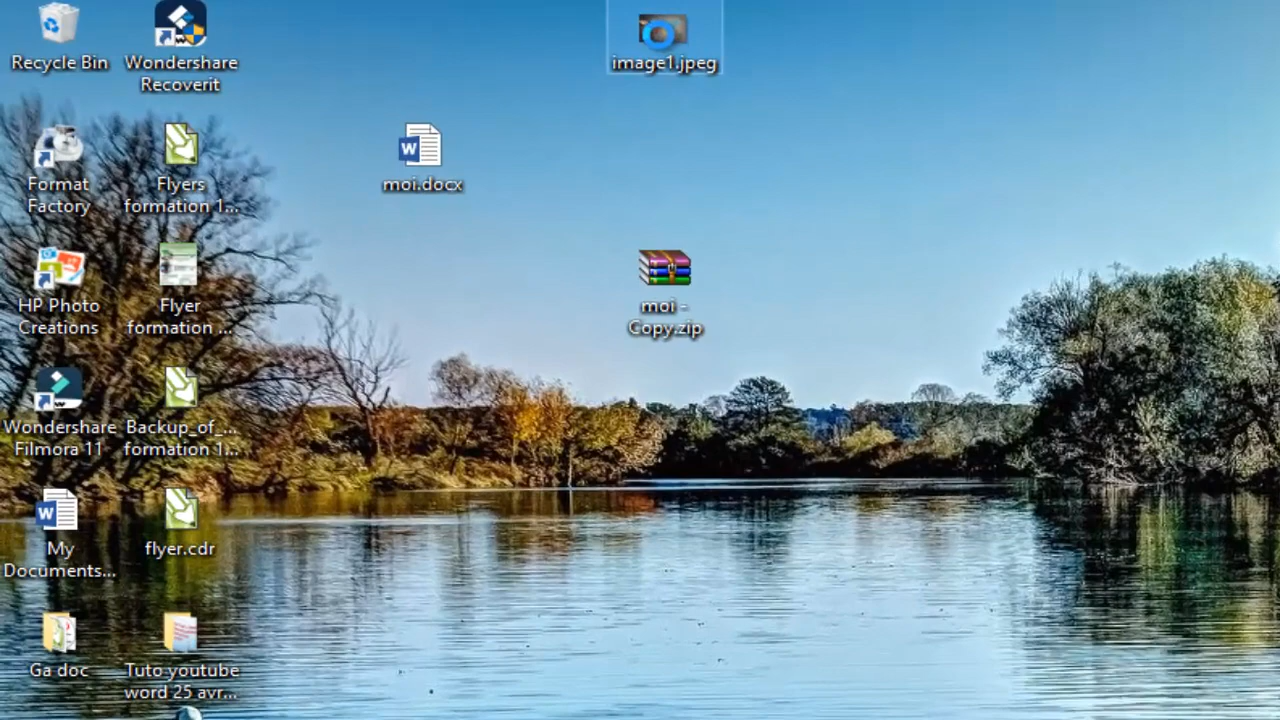 Recycle Bin
Wondershare
Recoverit
image1.jpeg
Format
Factory
Flyers
formation 1...
moi.docx
HP Photo
Creations
Flyer
formation ...
moi -
Copy.zip
Wondershare
Filmora 11
Backup_of_...
formation 1...
My
Documents...
flyer.cdr
Ga doc
Tuto youtube
word 25 avr...